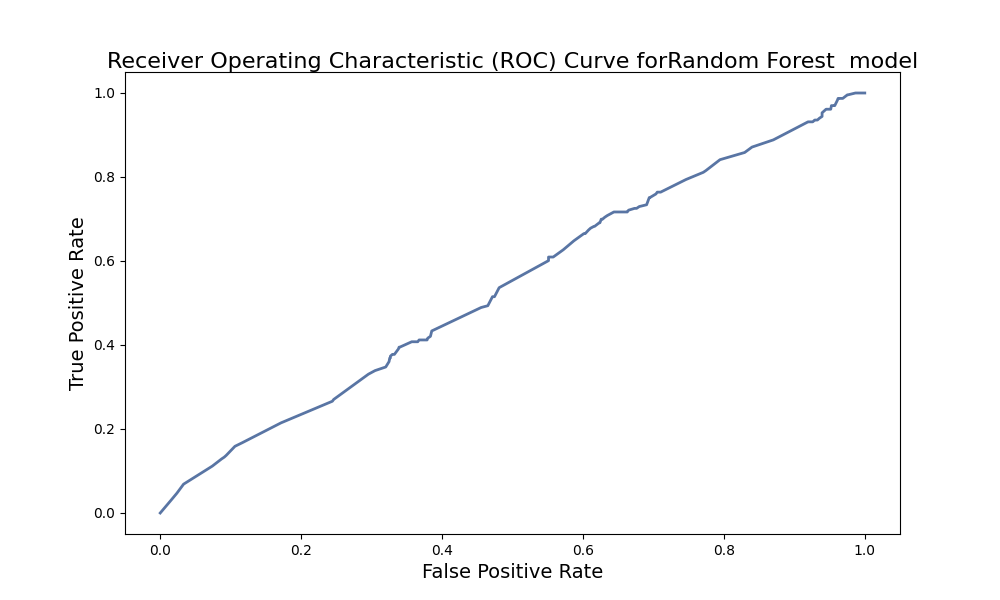 Receiver Operating Characteristic (ROC) Curve forRandom Forest  model
1.0
0.8
0.6
0.4
0.2
0.0
True Positive Rate
0.0 0.2 0.4 0.6 0.8 1.0
False Positive Rate